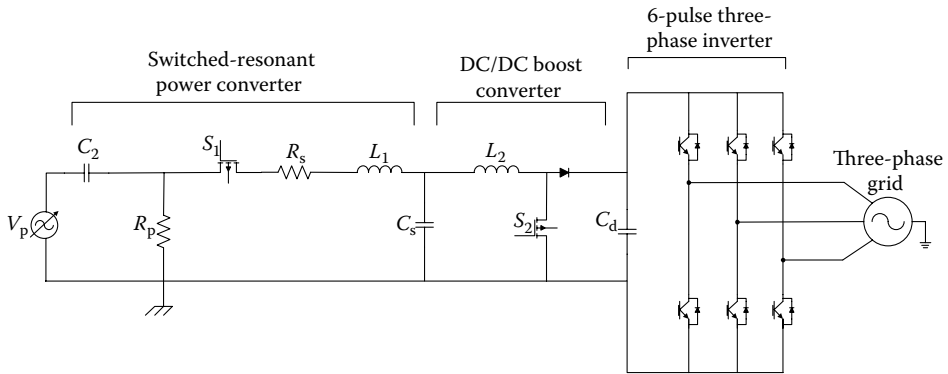 6-pulse three-
phase inverter
Switched-resonant
power converter
DC/DC boost
converter
C2
S1
Rs
L1
L2
Three-phase
grid
Vp
Rp
Cs
S2
Cd